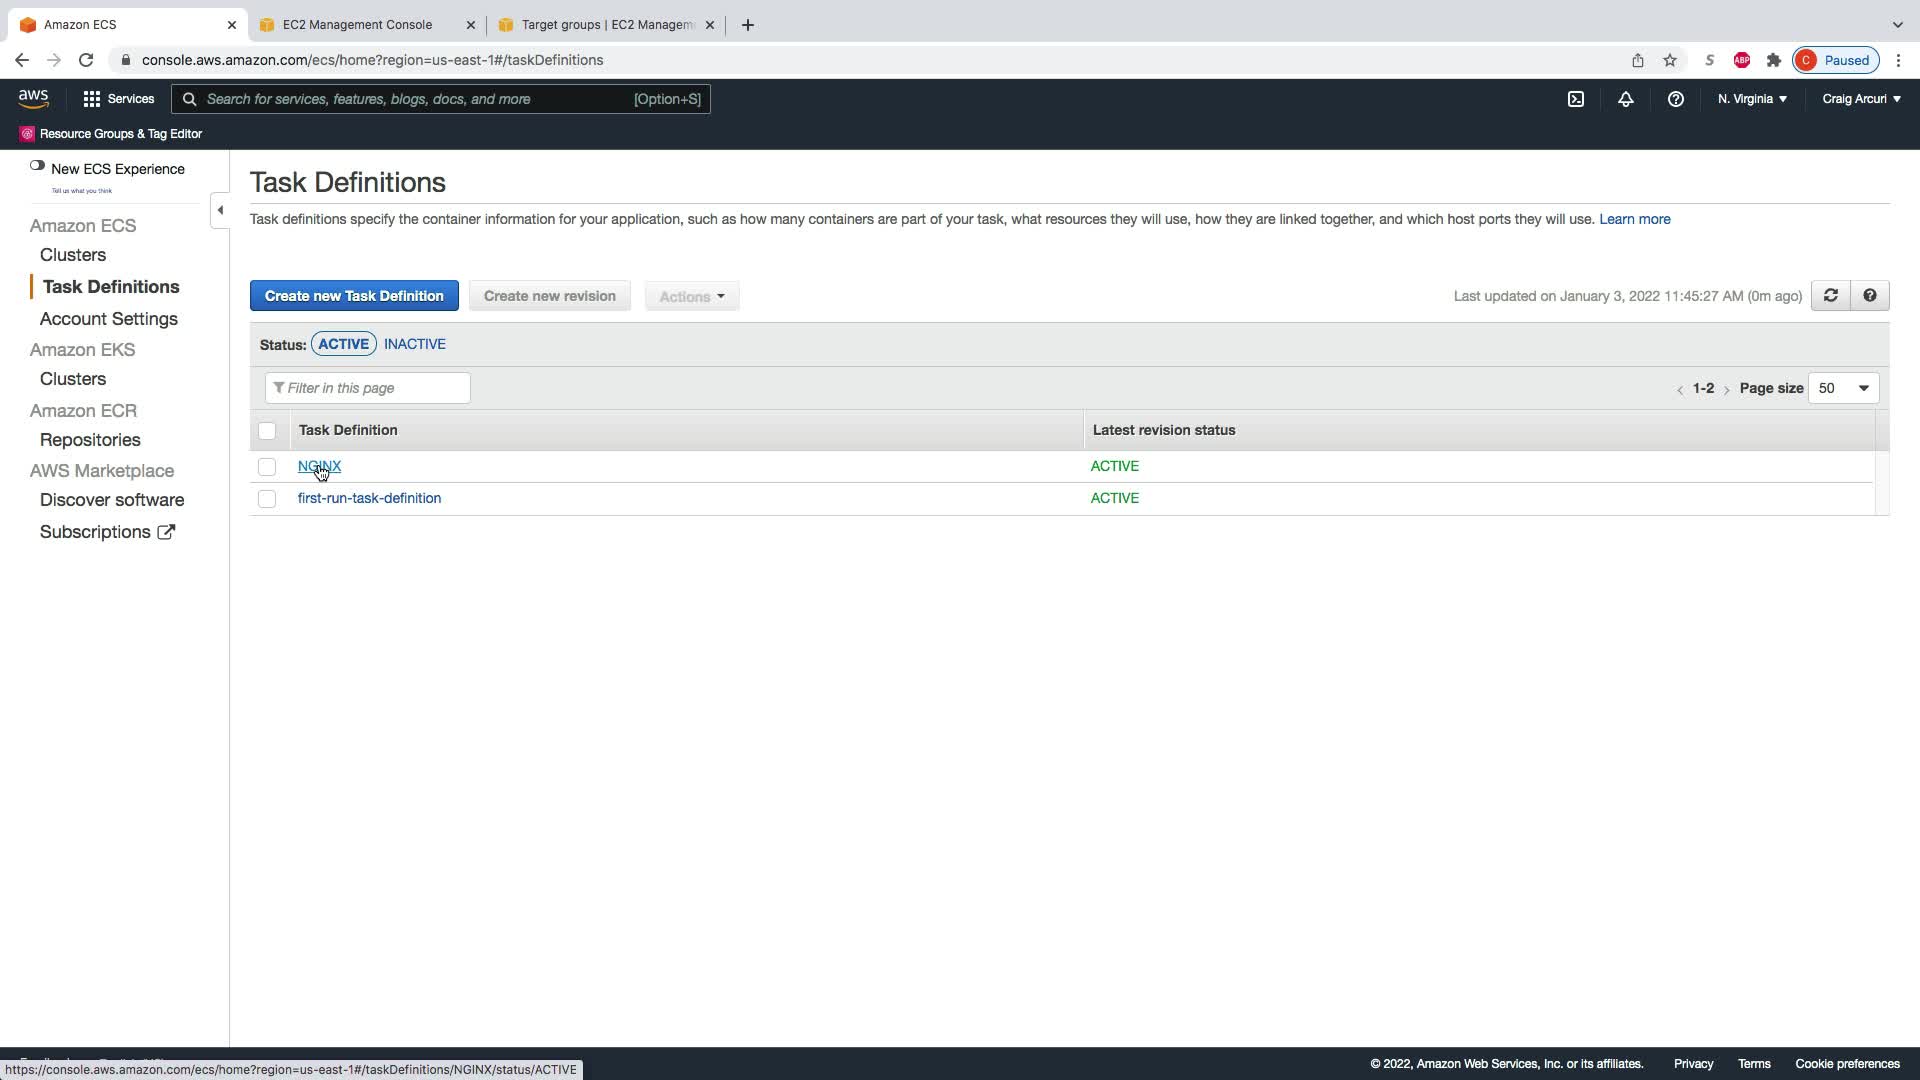 Amazon ECS
EC2 Management Console
Target groups | EC2 Managem
console.aws.amazon.com/ecs/home?region=us-east-1#/taskDefinitions
S
ABP
C Paused
aws
Services
Search for services, features, blogs, docs, and more [Option+S]
N. Virginia
Craig Arcuri
Resource Groups & Tag Editor
New ECS Experience
Tell us what you think
Amazon ECS
Clusters
Task Definitions
Account Settings
Amazon EKS
Clusters
Amazon ECR
Repositories
AWS Marketplace
Discover software
Subscriptions
Task Definitions
Task definitions specify the container information for your application, such as how many containers are part of your task, what resources they will use, how they are linked together, and which host ports they will use. Learn more
Create new Task Definition
Create new revision
Actions
Last updated on January 3, 2022 11:45:27 AM (0m ago)
Status: ACTIVE INACTIVE
Filter in this page
1-2 Page size 50
Task Definition Latest revision status
NGINX ACTIVE
first-run-task-definition ACTIVE
© 2022, Amazon Web Services, Inc. or its affiliates. Privacy Terms Cookie preferences
https://console.aws.amazon.com/ecs/home?region=us-east-1#/taskDefinitions/NGINX/status/ACTIVE